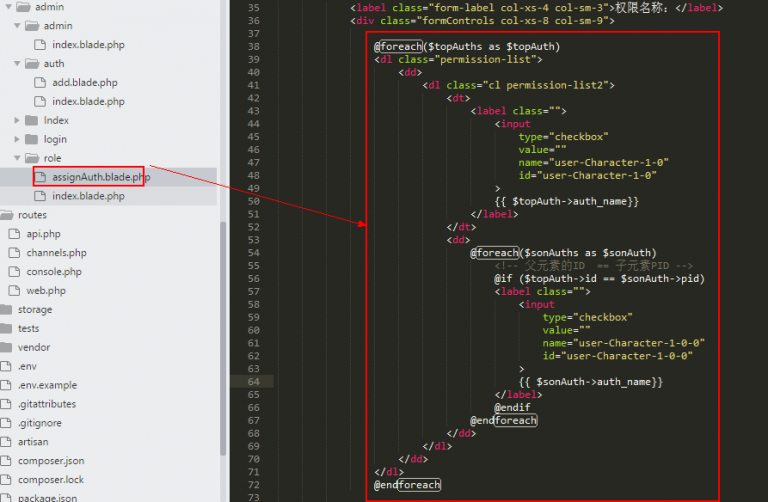 admin
admin
index.blade.php
auth
add.blade.php
index.blade.php
Index
login
role
assignAuth.blade.php
index.blade.php
routes
api.php
channels.php
console.php
web.php
storage
tests
vendor
.env
.env.example
.gitattributes
.gitignore
artisan
composer.json
composer.lock
package.json
35 <label class="form-label col-xs-4 col-sm-3">权限名称：</label>
36 <div class="formControls col-xs-8 col-sm-9">
37
38 @foreach($topAuths as $topAuth)
39 <dl class="permission-list">
40 <dd>
41 <dl class="cl permission-list2">
42 <dt>
43 <label class="">
44 <input
45 type="checkbox"
46 value=""
47 name="user-Character-1-0"
48 id="user-Character-1-0"
49 >
50 {{ $topAuth->auth_name}}
51 </label>
52 </dt>
53 <dd>
54 @foreach($sonAuths as $sonAuth)
55 <!-- 父元素的ID  == 子元素PID -->
56 @if ($topAuth->id == $sonAuth->pid)
57 <label class="">
58 <input
59 type="checkbox"
60 value=""
61 name="user-Character-1-0-0"
62 id="user-Character-1-0-0"
63 >
64 {{ $sonAuth->auth_name}}
65 </label>
66 @endif
67 @endforeach
68 </dd>
69 </dl>
70 </dd>
71 </dl>
72 @endforeach
73